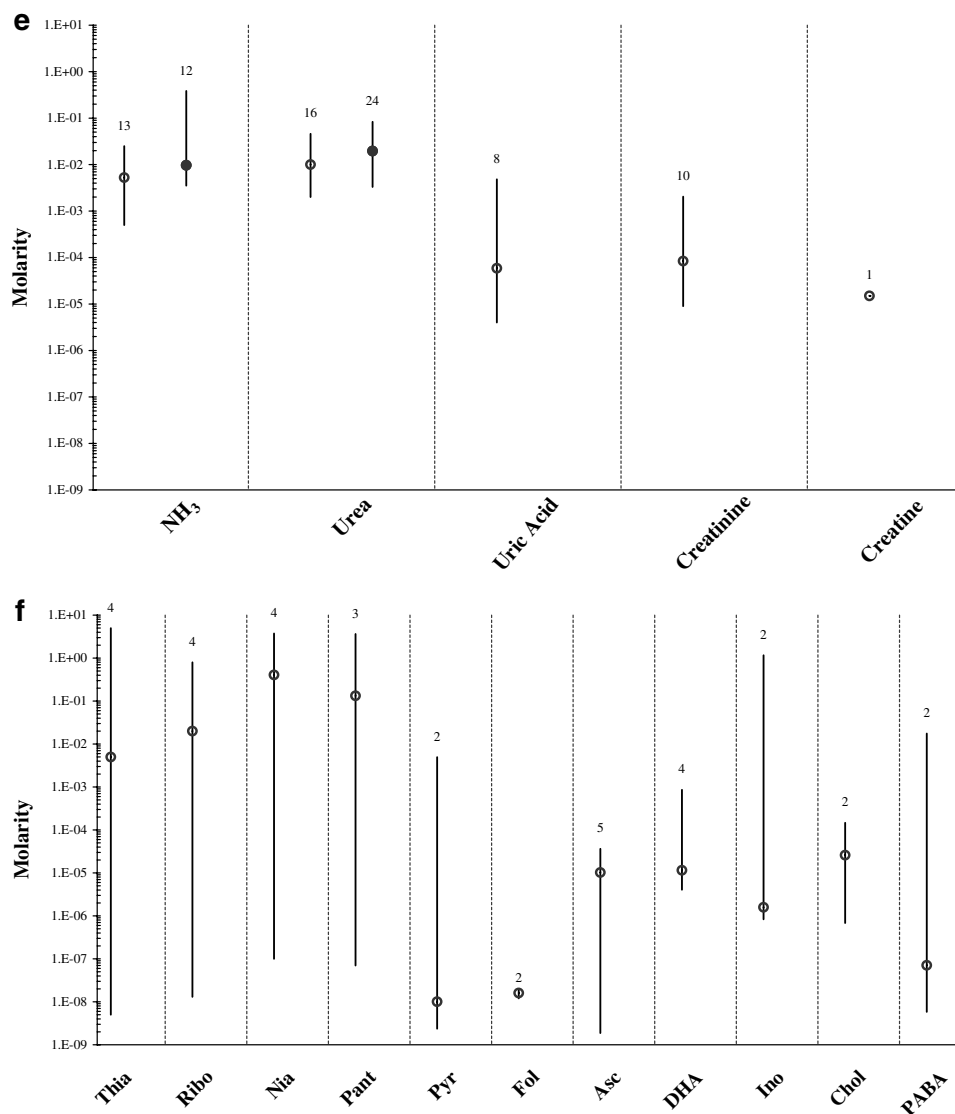 e
1.E+01
1.E+00
1.E-01
1.E-02
1.E-03
1.E-04
1.E-05
1.E-06
1.E-07
1.E-08
1.E-09
Molarity
13
12
16
24
8
10
1
NH₃
Urea
Uric Acid
Creatinine
Creatine
f
1.E+01
1.E+00
1.E-01
1.E-02
1.E-03
1.E-04
1.E-05
1.E-06
1.E-07
1.E-08
1.E-09
Molarity
4
4
4
3
2
2
5
4
2
2
2
Thia
Ribo
Nia
Pant
Pyr
Fol
Asc
DHA
Ino
Chol
PABA